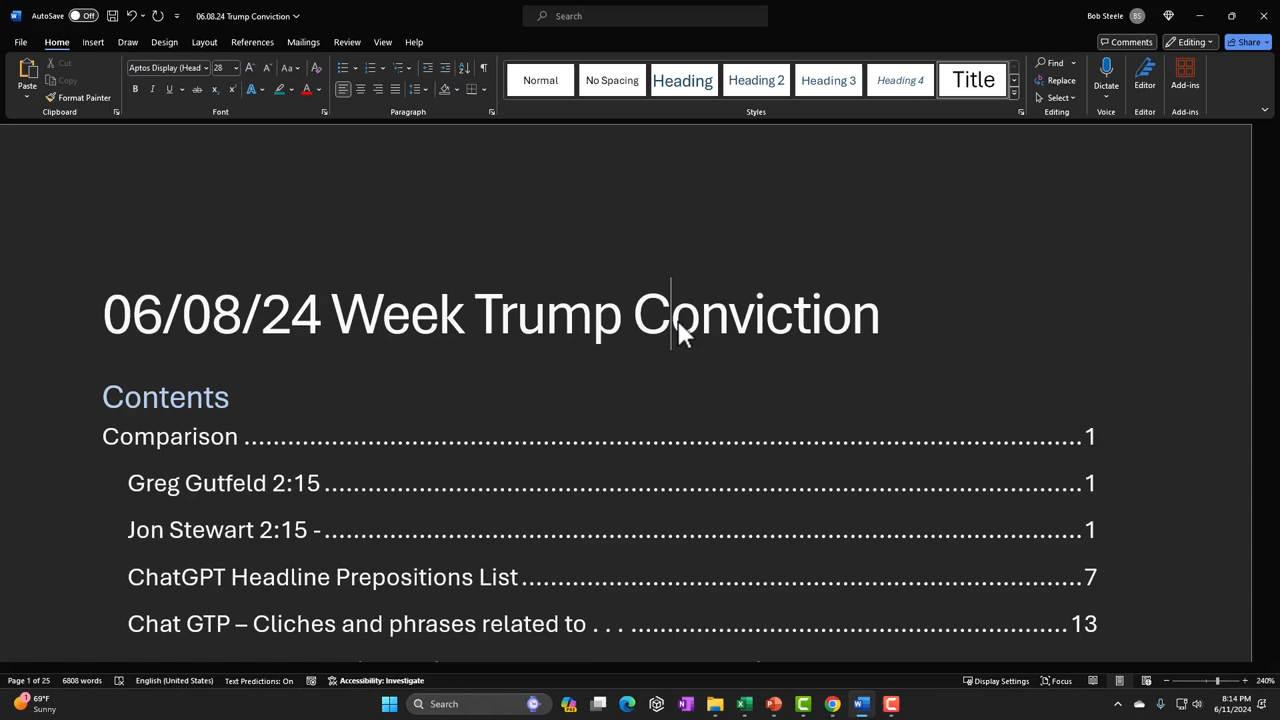 AutoSave Off 06.08.24 Trump Conviction Search Bob Steele BS
File Home Insert Draw Design Layout References Mailings Review View Help Comments Editing Share
Paste Cut Copy Format Painter Clipboard
Aptos Display (Head 28 Aa A
B I U ab x A A Font
Paragraph
Normal No Spacing Heading Heading 2 Heading 3 Heading 4 Title Styles
Find Replace Select Editing
Dictate Voice
Editor Editor
Add-ins Add-ins
06/08/24 Week Trump Conviction
Contents
Comparison 1
Greg Gutfeld 2:15 1
Jon Stewart 2:15 - 1
ChatGPT Headline Prepositions List 7
Chat GTP – Cliches and phrases related to . . . 13
Page 1 of 25 6808 words English (United States) Text Predictions: On Accessibility: Investigate Display Settings Focus 240%
69°F
Sunny
Search
8:14 PM
6/11/2024